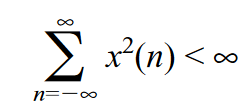 ∞
∑ x²(n) < ∞
n=−∞